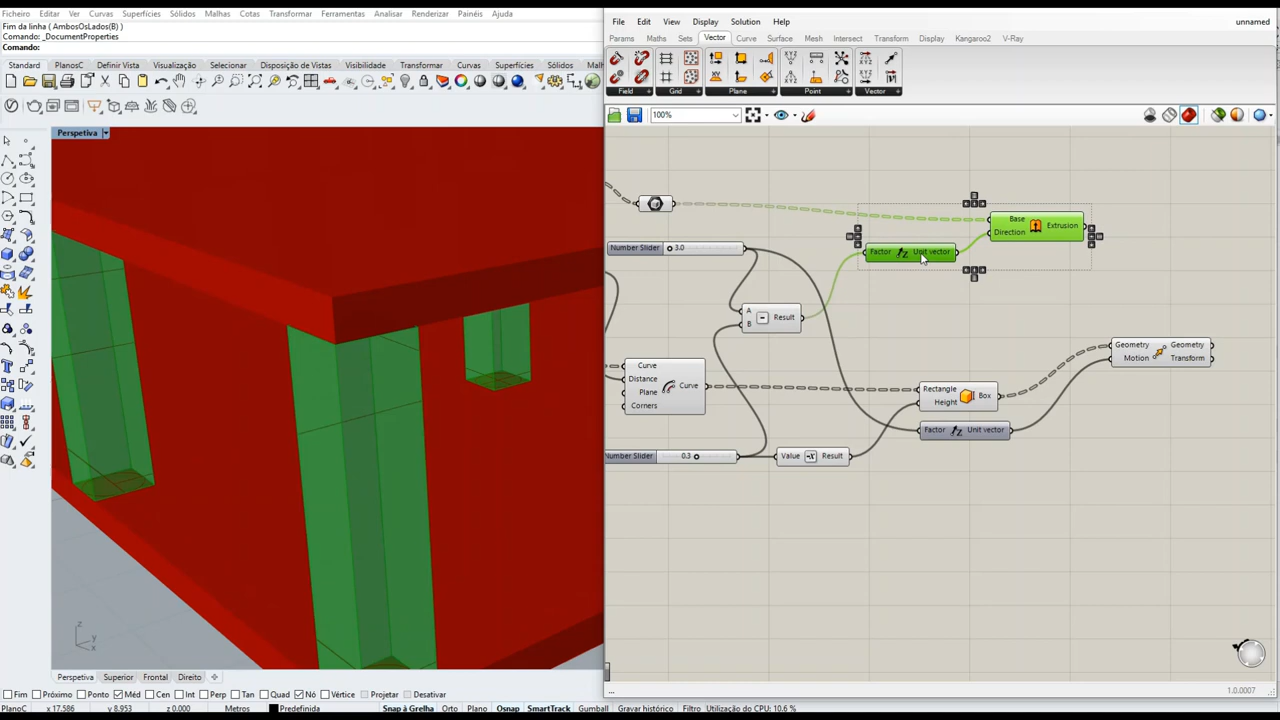 Ficheiro Editar Ver Curvas Superfícies Sólidos Malhas Cotar Transformar Ferramentas Analisar Renderizar Painéis Ajuda
Fim da linha ( AmbosOsLados(B) )
Comando: _DocumentProperties
Comando:
Standard PlanosC Definir Vista Visualização Selecionar Disposição de Vistas Visibilidade Transformar Curvas Superfícies Sólidos
Perspetiva
z
y
x
Perspetiva Superior Frontal Direito
Fim Próximo Ponto Méd Cen Int Perp Tan Quad Nó Vértice Projetar Desativar
PlanoC x 17.586 y 8.953 z 0.000 Metros Predefinida Snap à Grelha Orto Plano Osnap SmartTrack Gumball Gravar histórico Filtro Utilização do CPU: 10.6 %
File Edit View Display Solution Help unnamed
Params Maths Sets Vector Curve Surface Mesh Intersect Transform Display Kangaroo2 V-Ray
Field Grid Plane Point Vector
100%
Base
Direction
Extrusion
Factor Unit vector
Number Slider 3.0
A
B
Result
Geometry
Motion
Geometry
Transform
Curve
Distance
Plane
Corners
Curve
Rectangle
Height
Box
Factor Unit vector
Number Slider 0.3
Value -x Result
...
1.0.0007